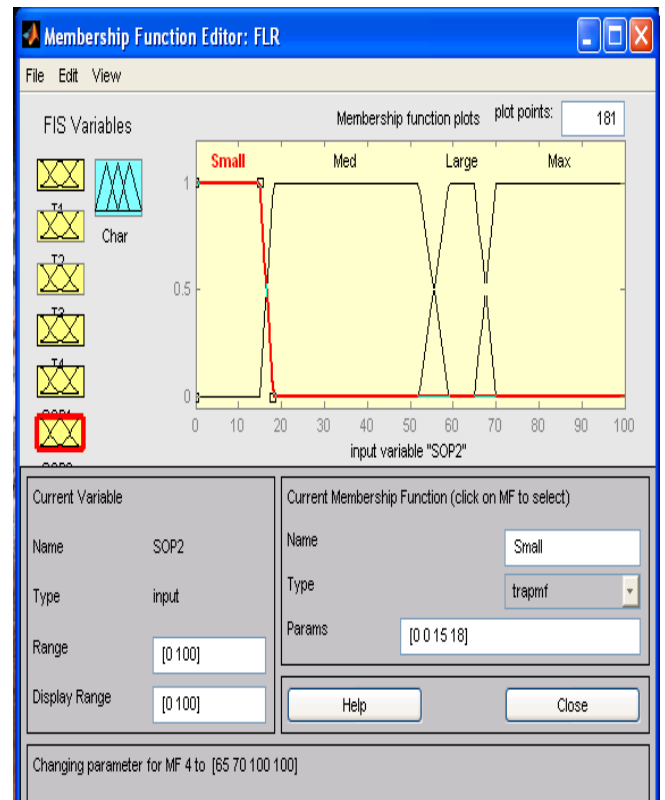 Membership Function Editor: FLR
File Edit View
FIS Variables
Membership function plots
plot points:
181
T1
Char
T2
T3
T4
SOP1
SOP2
Small
Med
Large
Max
1
0.5
0
0 10 20 30 40 50 60 70 80 90 100
input variable "SOP2"
Current Variable
Name SOP2
Type input
Range [0 100]
Display Range [0 100]
Current Membership Function (click on MF to select)
Name Small
Type trapmf
Params [0 0 15 18]
Help
Close
Changing parameter for MF 4 to [65 70 100 100]